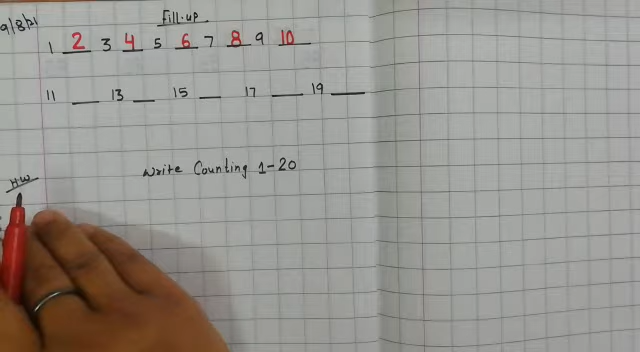 9/8/21
Fill-up
1 2 3 4 5 6 7 8 9 10
11 __ 13 __ 15 __ 17 __ 19 __
H.W
Write Counting 1-20